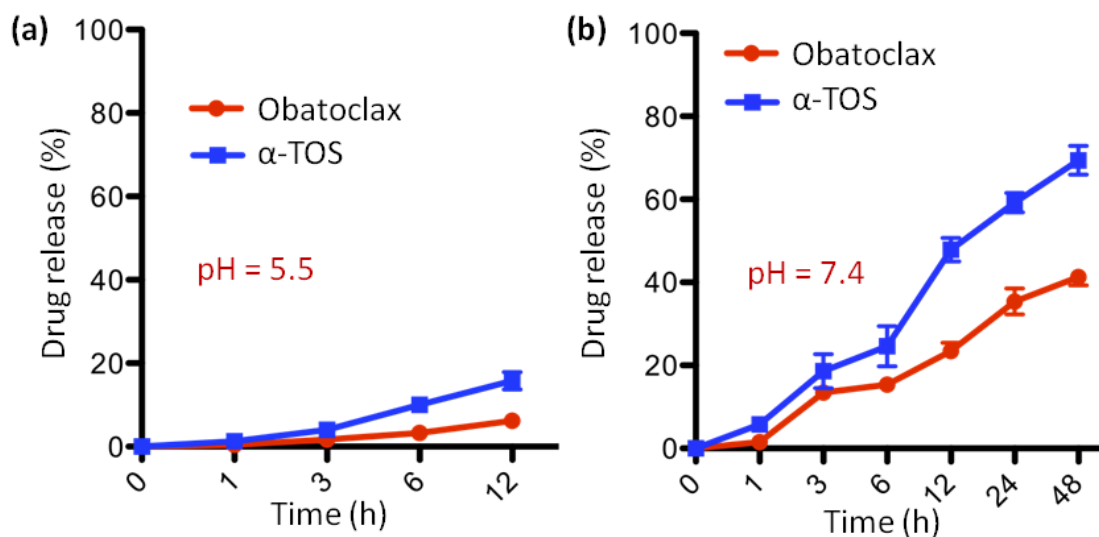 (a)
100
80
60
40
20
0
Drug release (%)
Obatoclax
α-TOS
pH = 5.5
0 1 3 6 12
Time (h)
(b)
100
80
60
40
20
0
Drug release (%)
Obatoclax
α-TOS
pH = 7.4
0 1 3 6 12 24 48
Time (h)